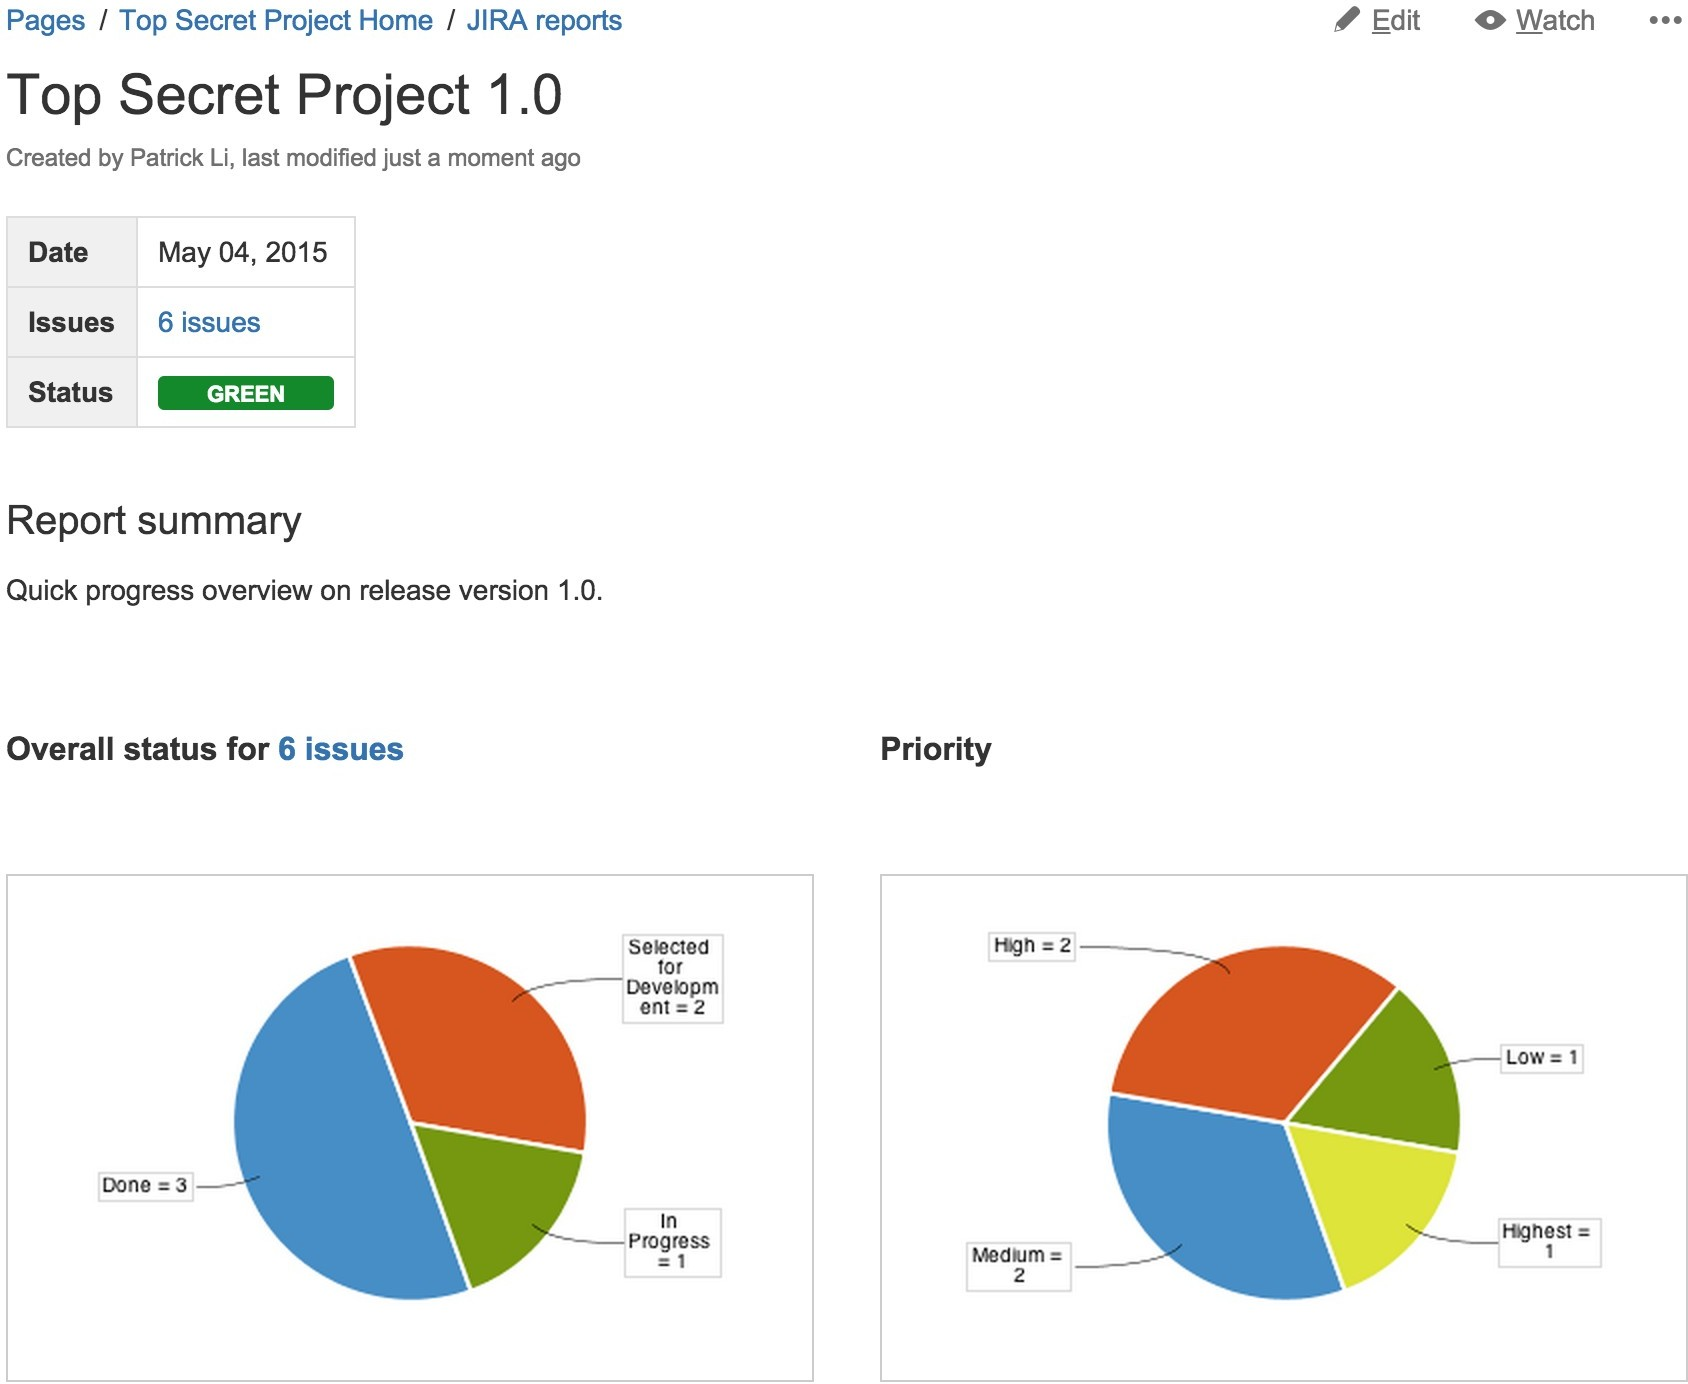 Pages / Top Secret Project Home / JIRA reports
Edit Watch
Top Secret Project 1.0
Created by Patrick Li, last modified just a moment ago
Date May 04, 2015
Issues 6 issues
Status GREEN
Report summary
Quick progress overview on release version 1.0.
Overall status for 6 issues
Selected
for
Developm
ent = 2
Done = 3
In
Progress
= 1
Priority
High = 2
Low = 1
Highest =
1
Medium =
2